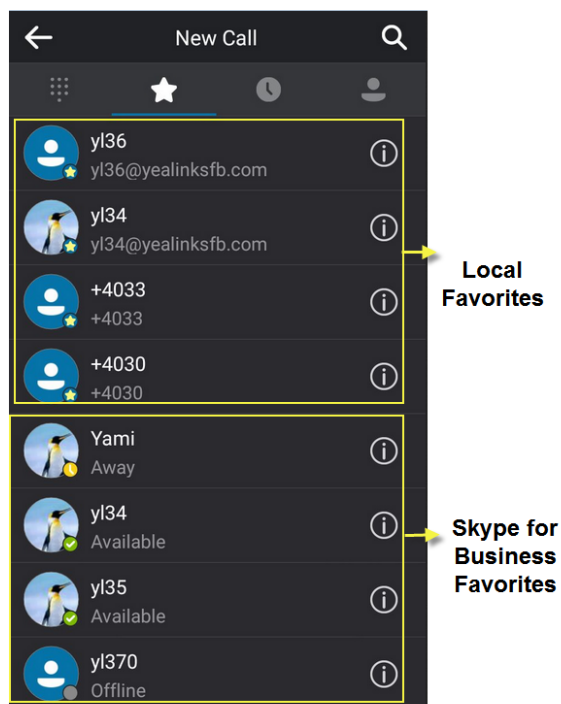 New Call
yl36
yl36@yealinksfb.com
yl34
yl34@yealinksfb.com
+4033
+4033
+4030
+4030
Local
Favorites
Yami
Away
yl34
Available
yl35
Available
yl370
Offline
Skype for
Business
Favorites